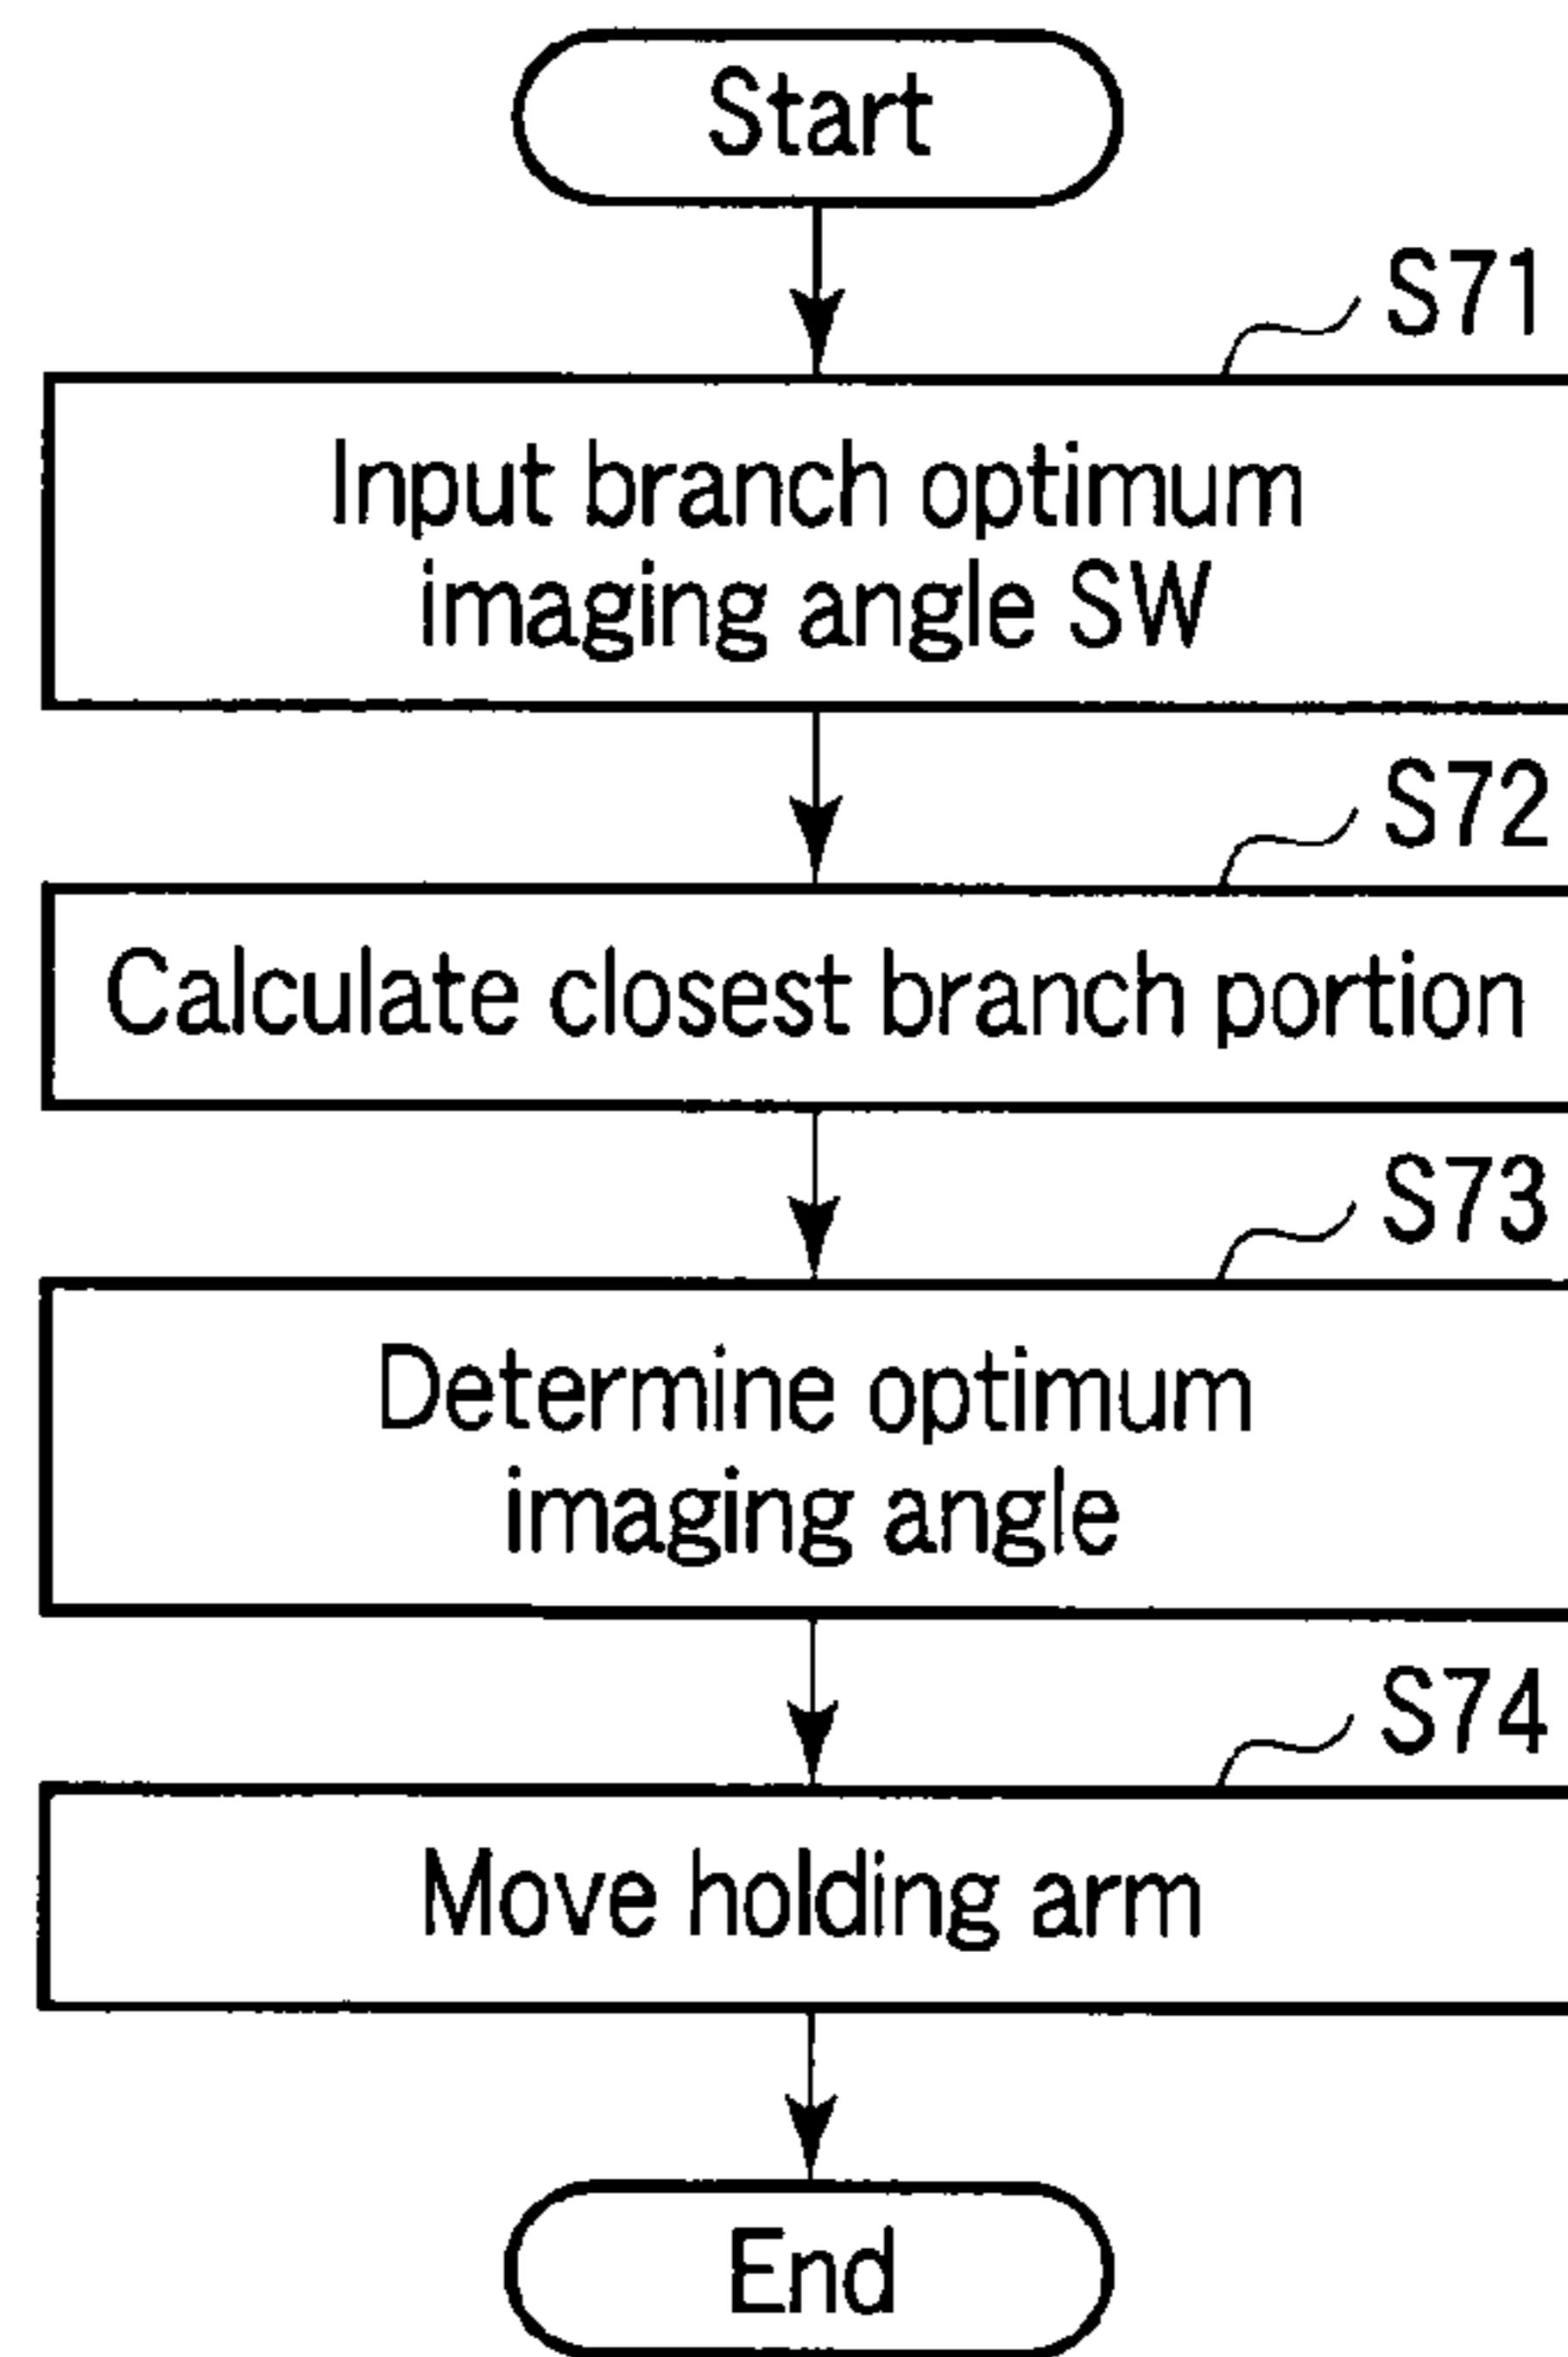 Start
S71
Input branch optimum
imaging angle SW
S72
Calculate closest branch portion
S73
Determine optimum
imaging angle
S74
Move holding arm
End